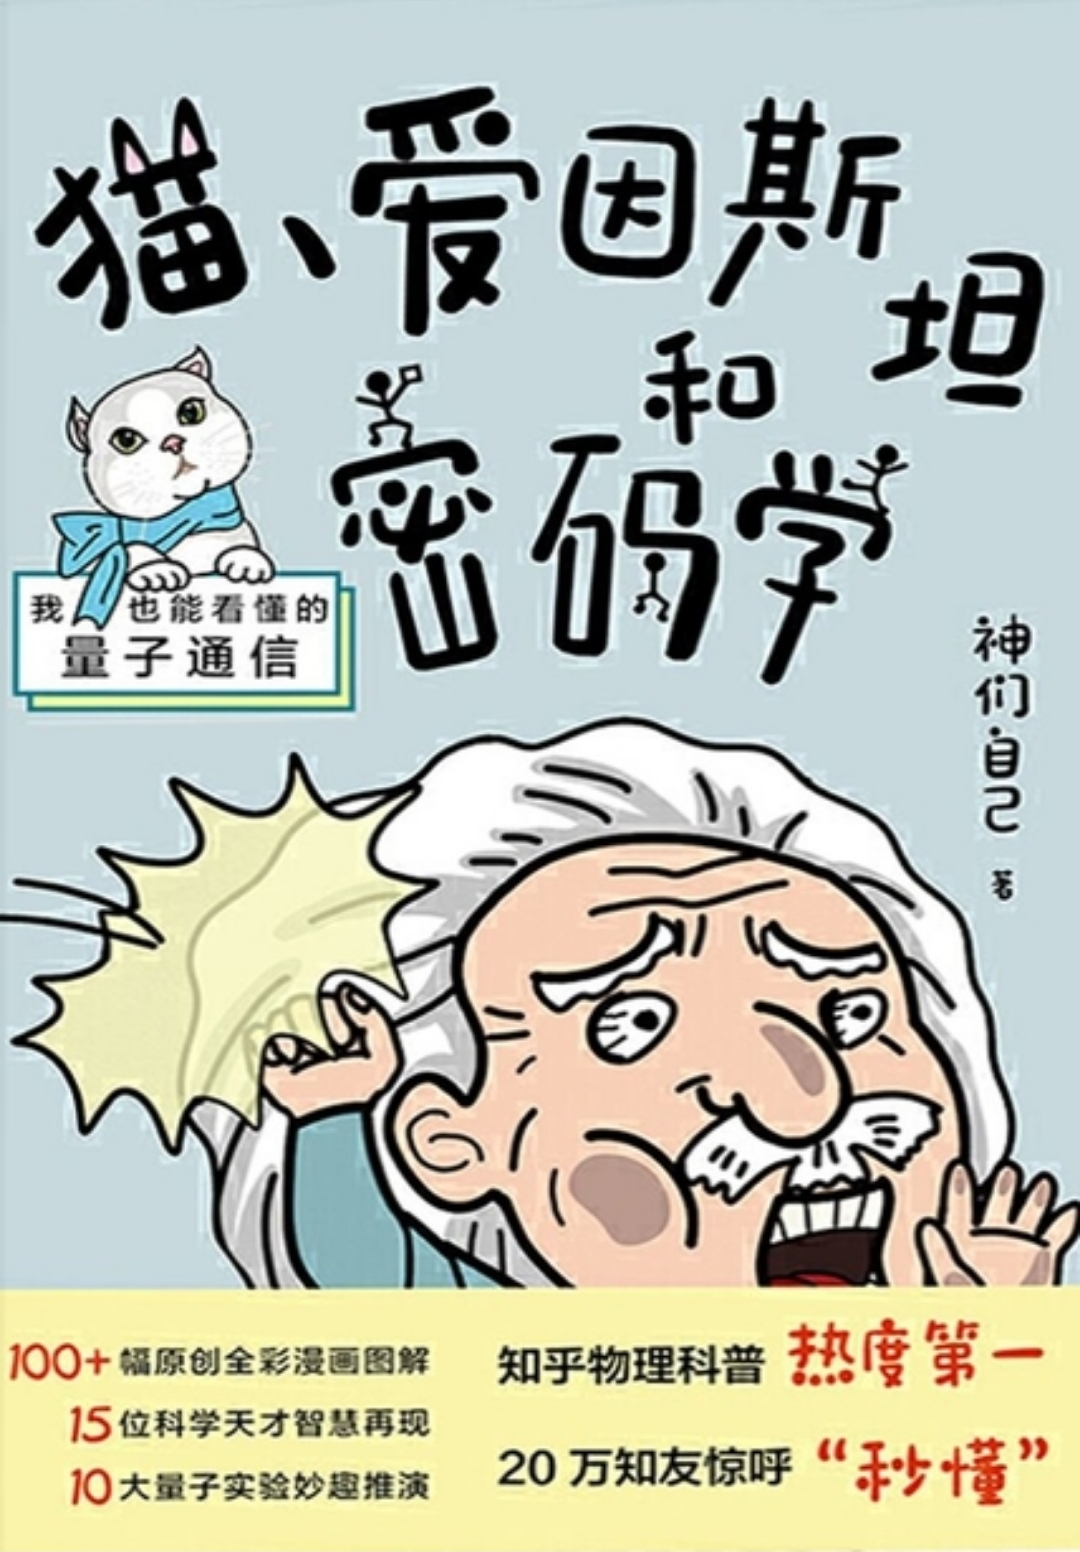 猫、爱因斯坦
和
密码学
我也能看懂的
量子通信
神们自己 著
100+幅原创全彩漫画图解
15位科学天才智慧再现
10大量子实验妙趣推演
知乎物理科普 热度第一
20万知友惊呼“秒懂”